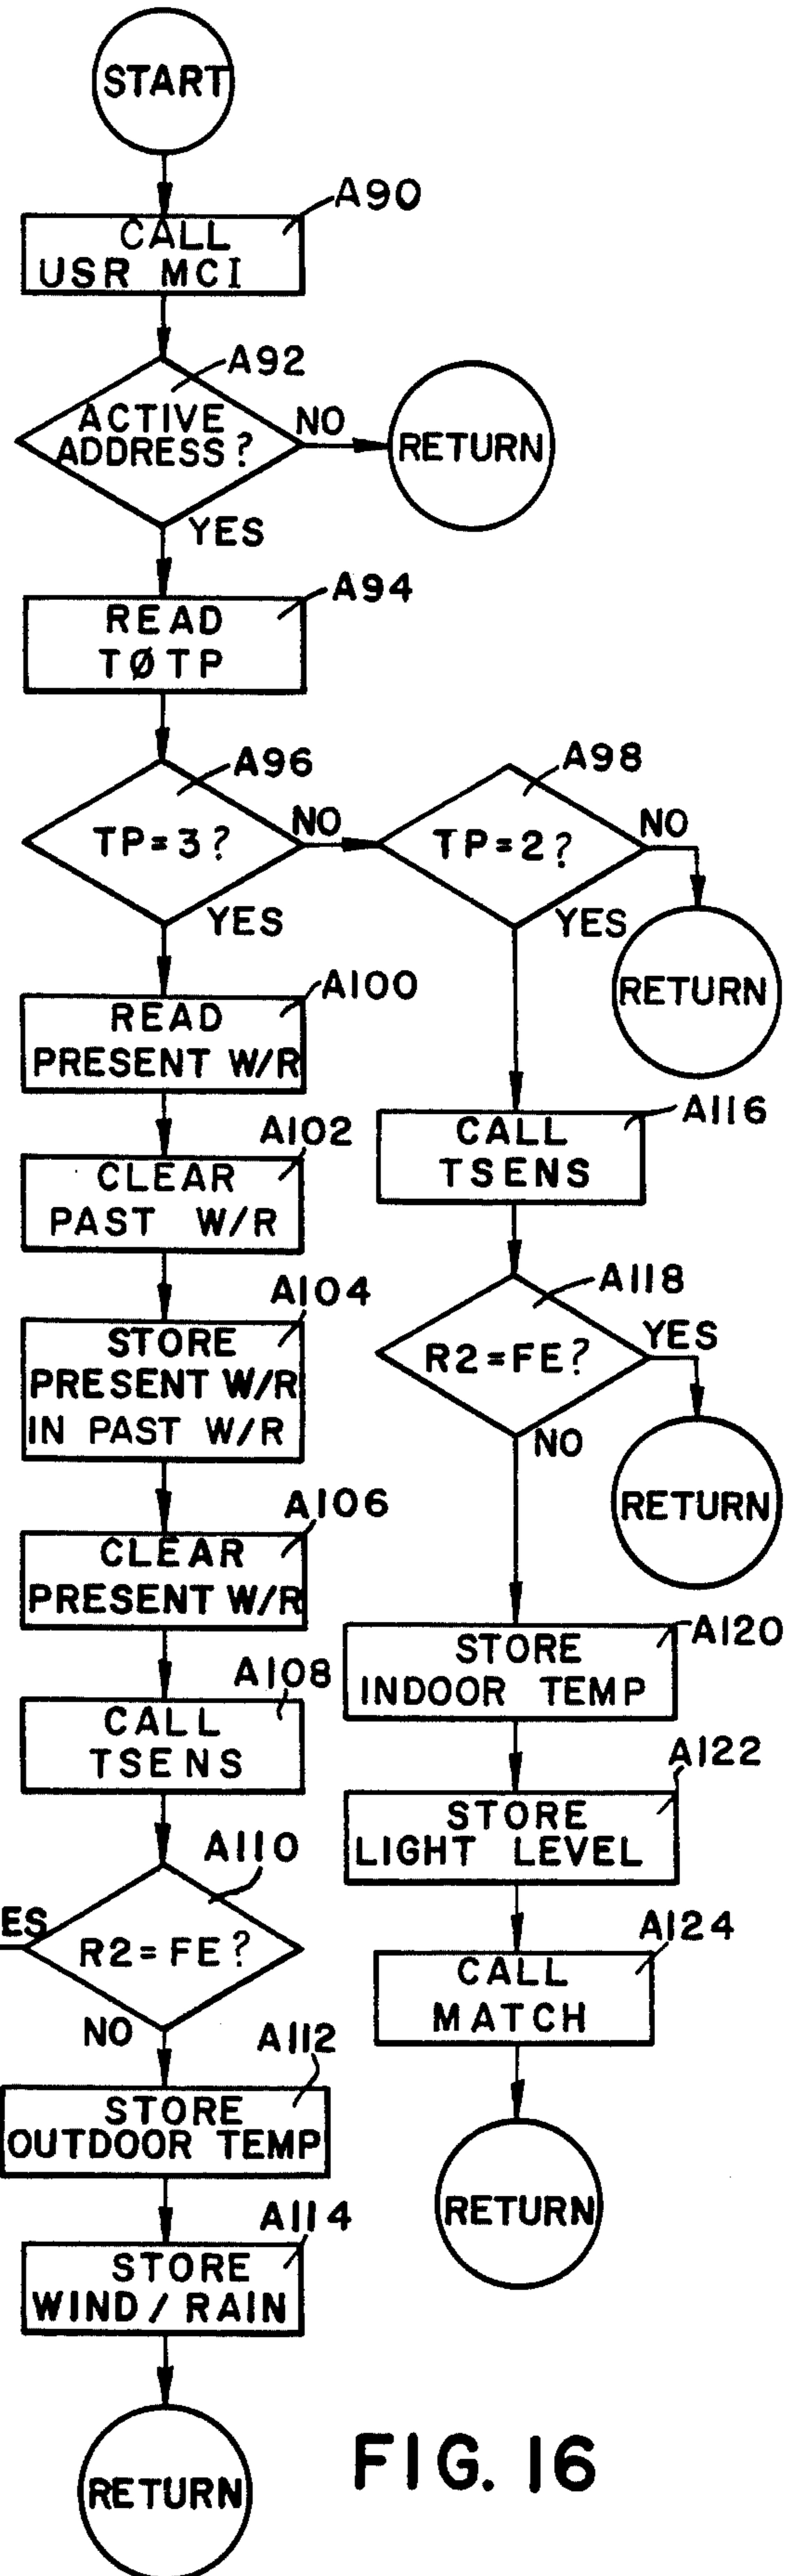 START
A90
CALL
USR MCI
A92
ACTIVE
ADDRESS?
NO
RETURN
YES
A94
READ
TØTP
A96
TP=3?
NO
YES
A98
TP=2?
NO
YES
RETURN
A100
READ
PRESENT W/R
A102
CLEAR
PAST W/R
A104
STORE
PRESENT W/R
IN PAST W/R
A106
CLEAR
PRESENT W/R
A108
CALL
TSENS
A110
R2=FE?
ES
NO
A112
STORE
OUTDOOR TEMP
A114
STORE
WIND/RAIN
RETURN
A116
CALL
TSENS
A118
R2=FE?
YES
RETURN
NO
A120
STORE
INDOOR TEMP
A122
STORE
LIGHT LEVEL
A124
CALL
MATCH
RETURN
FIG. 16